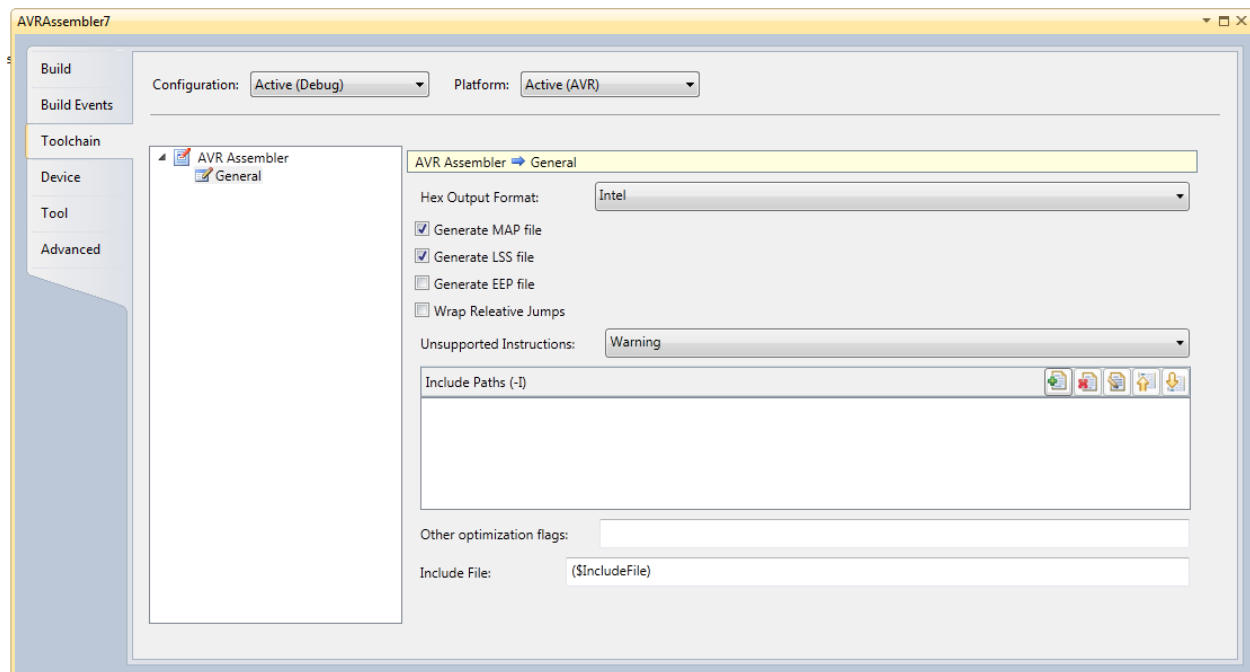 AVRAssembler7
Build
Build Events
Toolchain
Device
Tool
Advanced
Configuration: Active (Debug) Platform: Active (AVR)
AVR Assembler
General
AVR Assembler General
Hex Output Format: Intel
Generate MAP file
Generate LSS file
Generate EEP file
Wrap Releative Jumps
Unsupported Instructions: Warning
Include Paths (-I)
Other optimization flags:
Include File: ($IncludeFile)